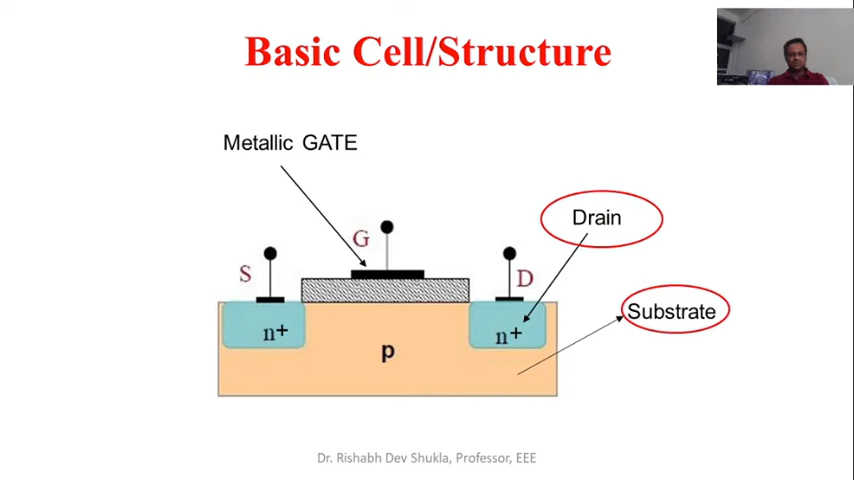 Basic Cell/Structure
Metallic GATE
Drain
G
S
D
Substrate
n+
n+
p
Dr. Rishabh Dev Shukla, Professor, EEE